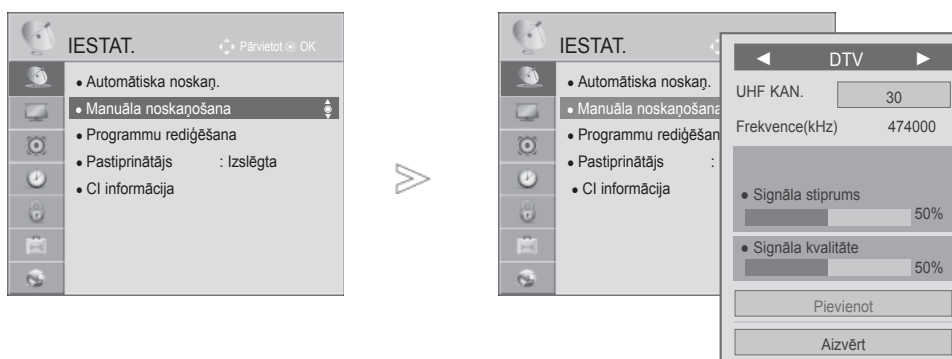 IESTAT.
Pārvietot OK
• Automātiska noskaņ.
• Manuāla noskaņošana
• Programmu rediģēšana
• Pastiprinātājs : Izslēgta
• CI informācija
IESTAT.
• Automātiska noskaņ.
• Manuāla noskaņošana
• Programmu rediģēšan
• Pastiprinātājs :
• CI informācija
◄ DTV ►
UHF KAN. 30
Frekvence(kHz) 474000
• Signāla stiprums
50%
• Signāla kvalitāte
50%
Pievienot
Aizvērt